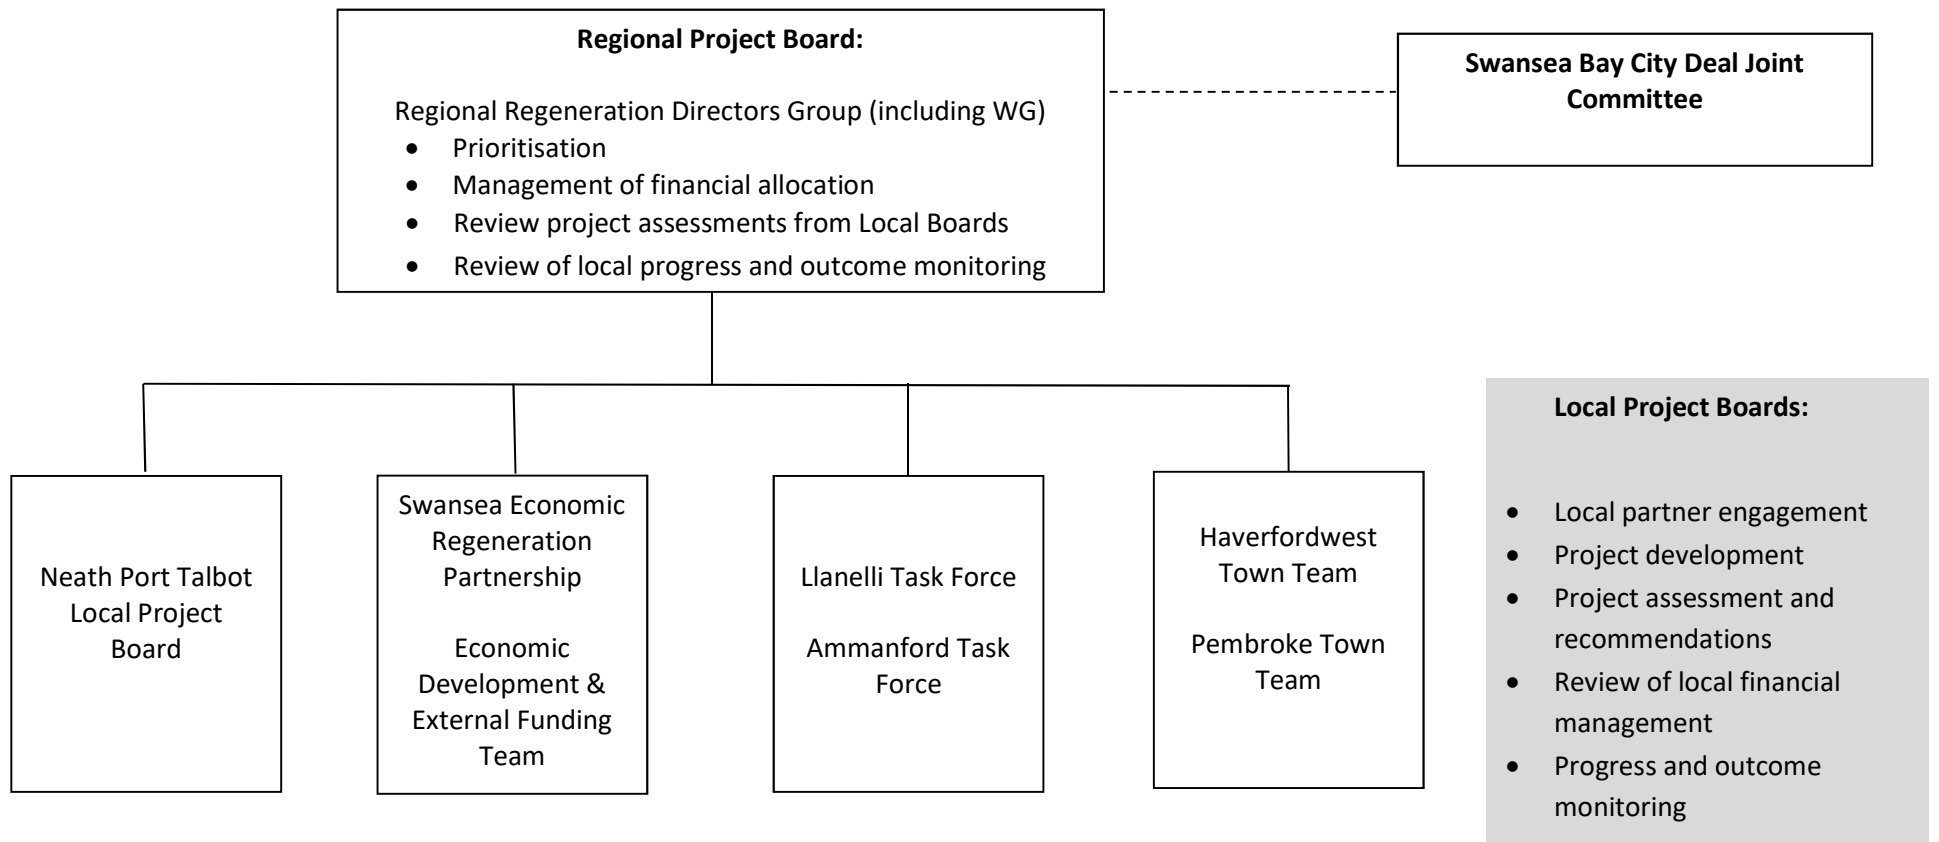 Regional Project Board:
Regional Regeneration Directors Group (including WG)
• Prioritisation
• Management of financial allocation
• Review project assessments from Local Boards
• Review of local progress and outcome monitoring
Swansea Bay City Deal Joint
Committee
Neath Port Talbot
Local Project
Board
Swansea Economic
Regeneration
Partnership
Economic
Development &
External Funding
Team
Llanelli Task Force
Ammanford Task
Force
Haverfordwest
Town Team
Pembroke Town
Team
Local Project Boards:
• Local partner engagement
• Project development
• Project assessment and
recommendations
• Review of local financial
management
• Progress and outcome
monitoring